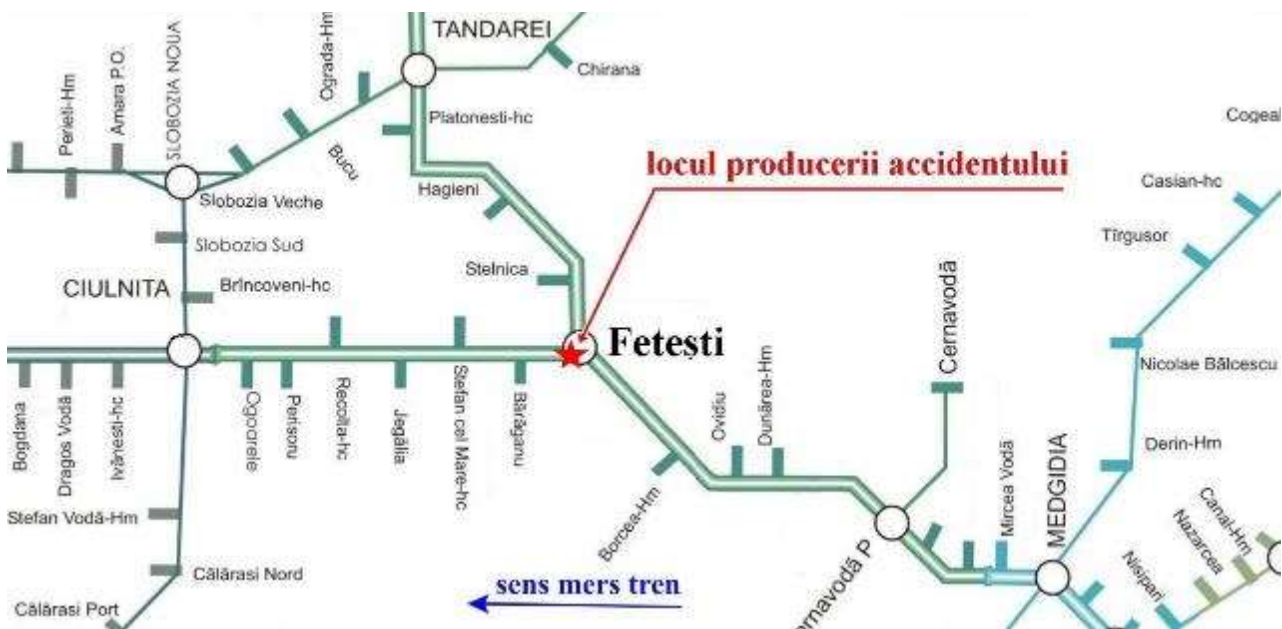 TANDAREI
Chirana
Ograda-Hm
Bucu
SLOBOZIA NOUA
Amara P.O.
Perieti-Hm
Platonesti-hc
Hagieni
Slobozia Veche
Slobozia Sud
Brîncoveni-hc
CIULNITA
Stelnica
locul producerii accidentului
Cogeal
Casian-hc
Tîrgusor
Nicolae Bălcescu
Derin-Hm
Fetești
Cernavodă
Bogdana
Dragos Vodă
Ivănesti-hc
Ogoarele
Perisoru
Recolta-hc
Jegălia
Stefan cel Mare-hc
Bărăganu
Borcea-Hm
Ovidiu
Dunărea-Hm
Mircea Vodă
MEDGIDIA
ernavodă P
Nisipari
Nazarcea
Canal-Hm
Stefan Vodă-Hm
Călărasi Nord
Călărasi Port
sens mers tren